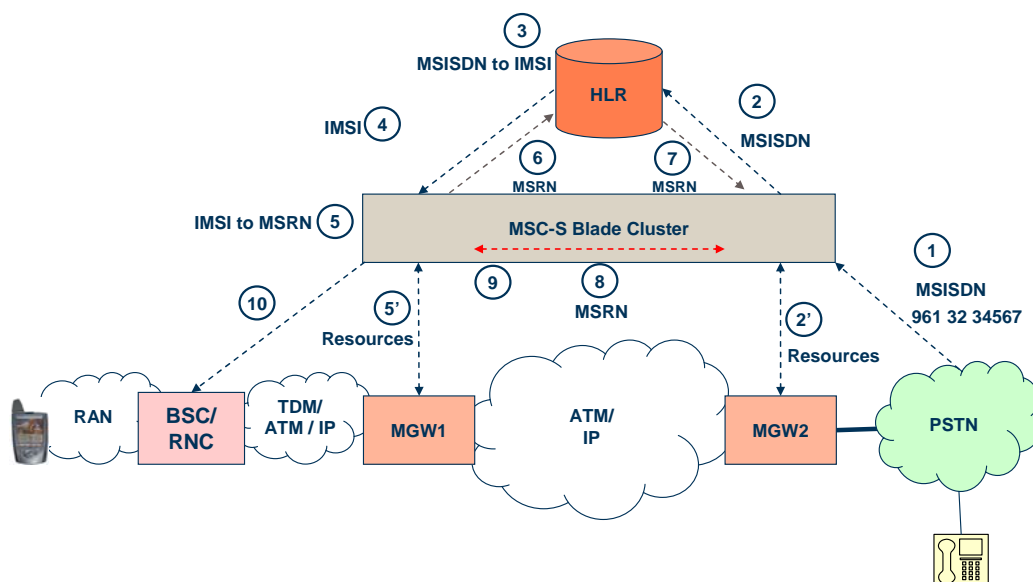 3
MSISDN to IMSI
HLR
2
MSISDN
IMSI 4
6
MSRN
7
MSRN
IMSI to MSRN 5
MSC-S Blade Cluster
1
MSISDN
961 32 34567
9
8
MSRN
10
5’
Resources
2’
Resources
RAN
BSC/
RNC
TDM/
ATM / IP
MGW1
ATM/
IP
MGW2
PSTN